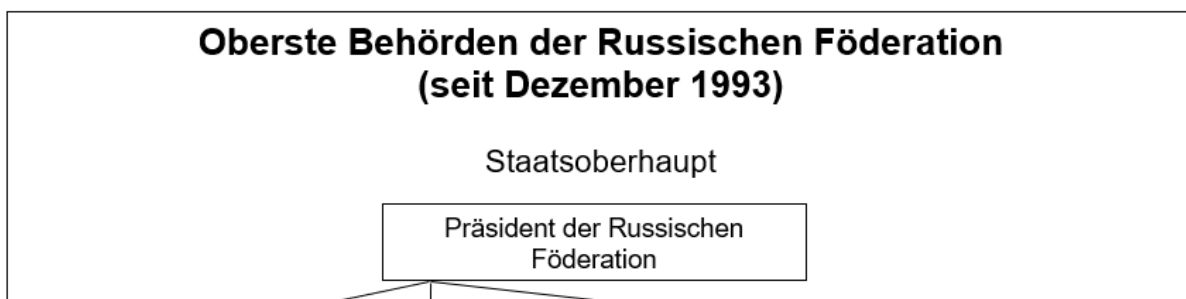 Oberste Behörden der Russischen Föderation
(seit Dezember 1993)
Staatsoberhaupt
Präsident der Russischen
Föderation